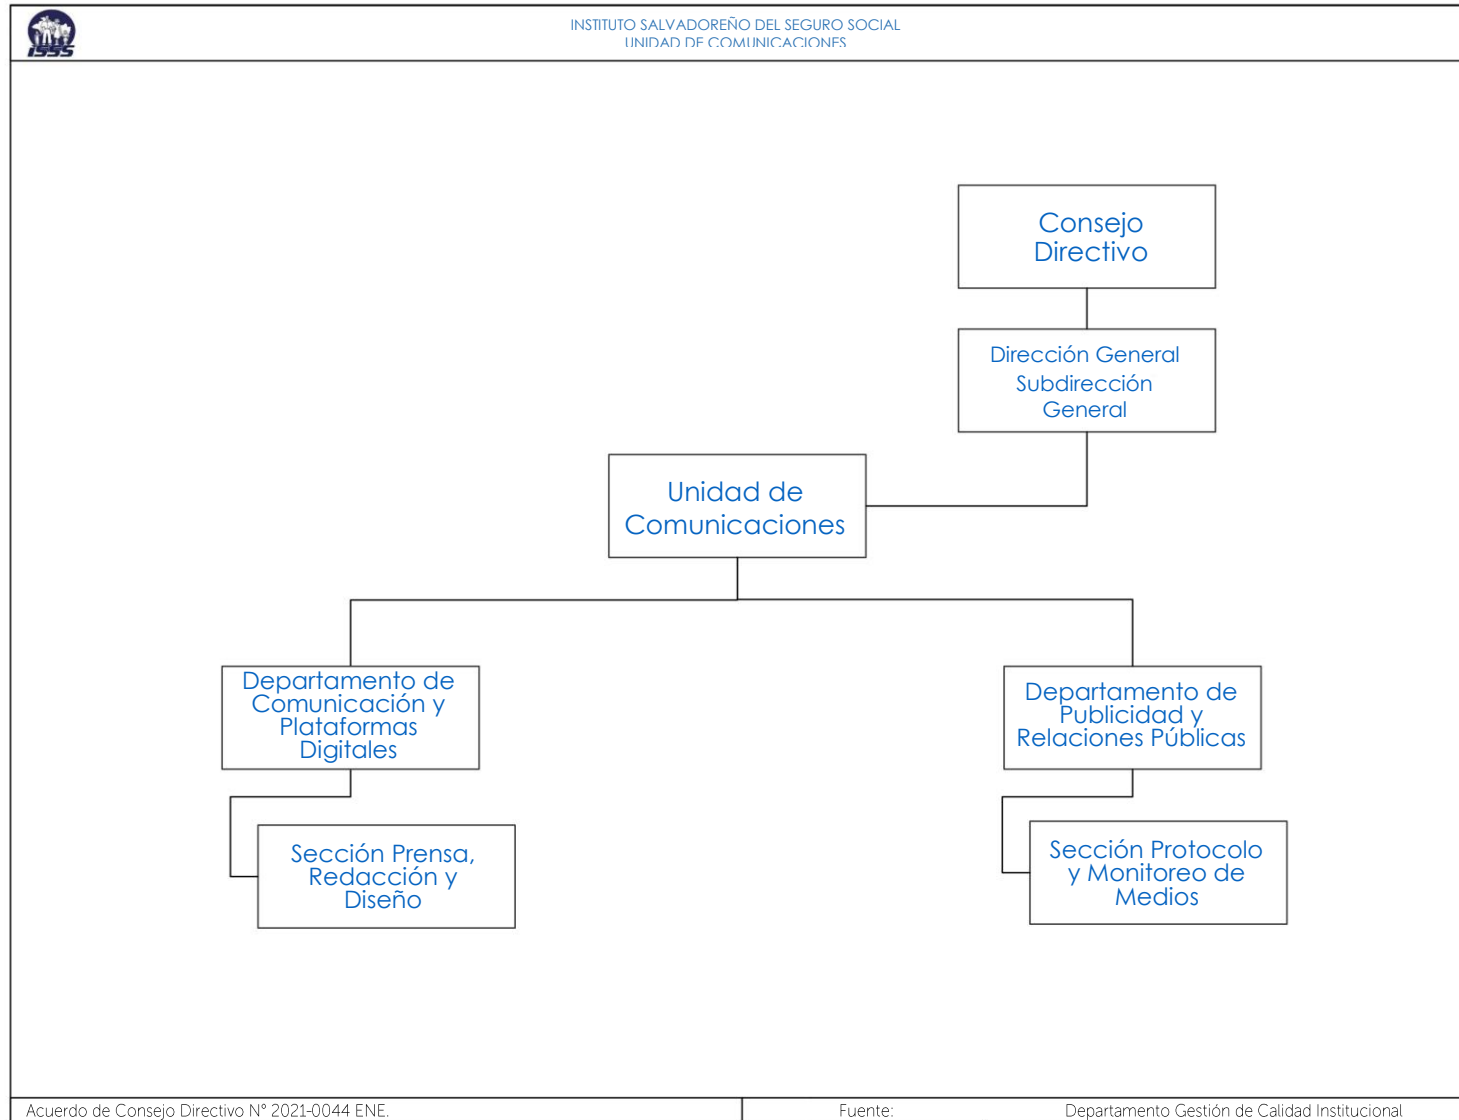 ISSS
INSTITUTO SALVADOREÑO DEL SEGURO SOCIAL
UNIDAD DE COMUNICACIONES
Consejo
Directivo
Dirección General
Subdirección
General
Unidad de
Comunicaciones
Departamento de
Comunicación y
Plataformas
Digitales
Departamento de
Publicidad y
Relaciones Públicas
Sección Prensa,
Redacción y
Diseño
Sección Protocolo
y Monitoreo de
Medios
Acuerdo de Consejo Directivo N° 2021-0044 ENE.
Fuente: Departamento Gestión de Calidad Institucional